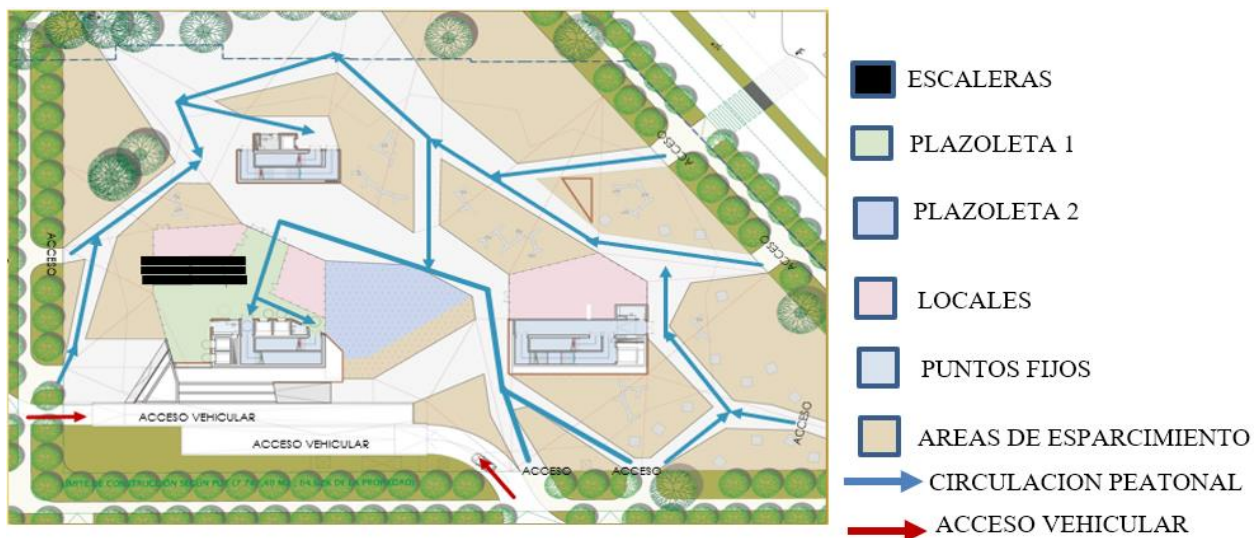 ACCESO
ACCESO
ACCESO
ACCESO
ACCESO
ACCESO
ACCESO VEHICULAR
ACCESO VEHICULAR
ESCALERAS
PLAZOLETA 1
PLAZOLETA 2
LOCALES
PUNTOS FIJOS
AREAS DE ESPARCIMIENTO
CIRCULACION PEATONAL
ACCESO VEHICULAR